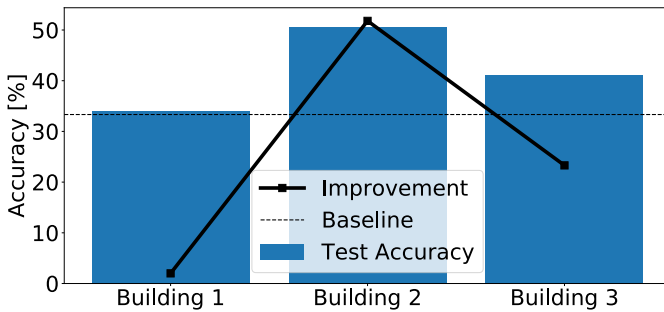 Accuracy [%]
50
40
30
20
10
0
Improvement
Baseline
Test Accuracy
Building 1
Building 2
Building 3